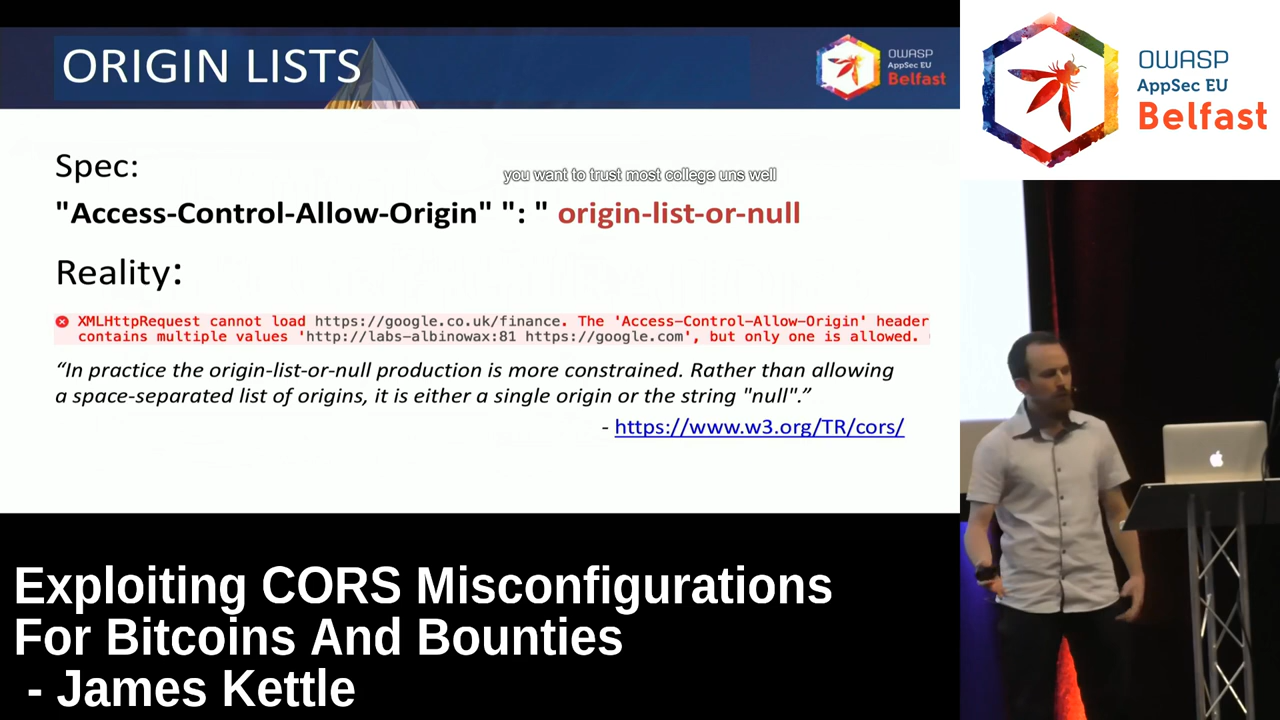 ORIGIN LISTS
OWASP
AppSec EU
Belfast
Spec:
you want to trust most college uns well
"Access-Control-Allow-Origin" ": " origin-list-or-null
Reality:
XMLHttpRequest cannot load https://google.co.uk/finance. The 'Access-Control-Allow-Origin' header
contains multiple values 'http://labs-albinowax:81 https://google.com', but only one is allowed.
“In practice the origin-list-or-null production is more constrained. Rather than allowing
a space-separated list of origins, it is either a single origin or the string "null".”
- https://www.w3.org/TR/cors/
OWASP
AppSec EU
Belfast
Exploiting CORS Misconfigurations
For Bitcoins And Bounties
- James Kettle